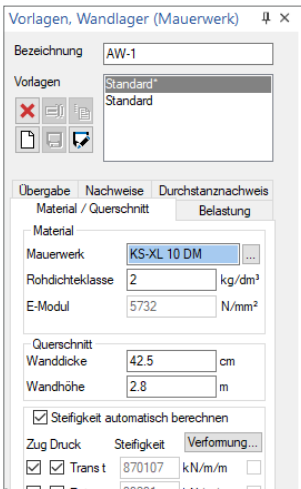 Vorlagen, Wandlager (Mauerwerk)
Bezeichnung AW-1
Vorlagen Standard*
Standard
Übergabe Nachweise Durchstanznachweis
Material / Querschnitt Belastung
Material
Mauerwerk KS-XL 10 DM ...
Rohdichteklasse 2 kg/dm³
E-Modul 5732 N/mm²
Querschnitt
Wanddicke 42.5 cm
Wandhöhe 2.8 m
Steifigkeit automatisch berechnen
Zug Druck Steifigkeit Verformung...
Trans t 870107 kN/m/m